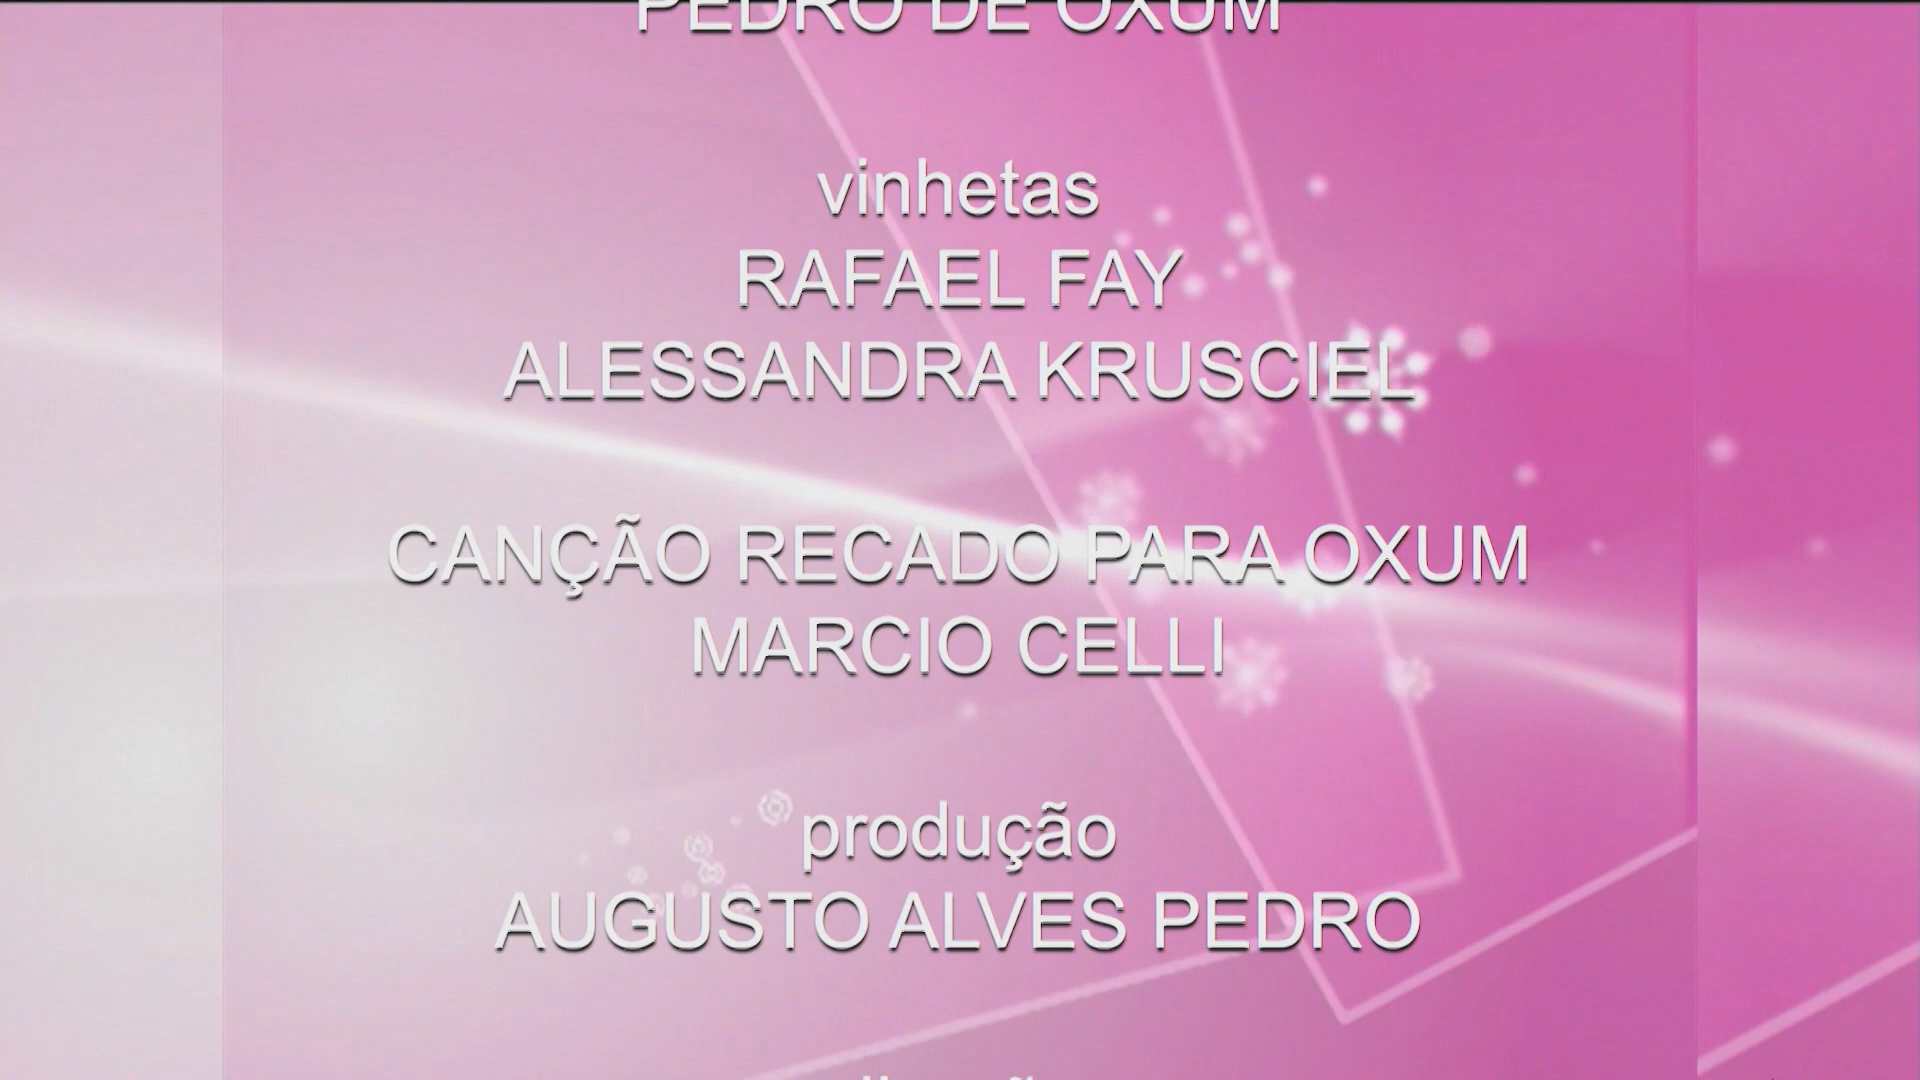 PEDRO DE OXUM
vinhetas
RAFAEL FAY
ALESSANDRA KRUSCIEL
CANÇÃO RECADO PARA OXUM
MARCIO CELLI
produção
AUGUSTO ALVES PEDRO